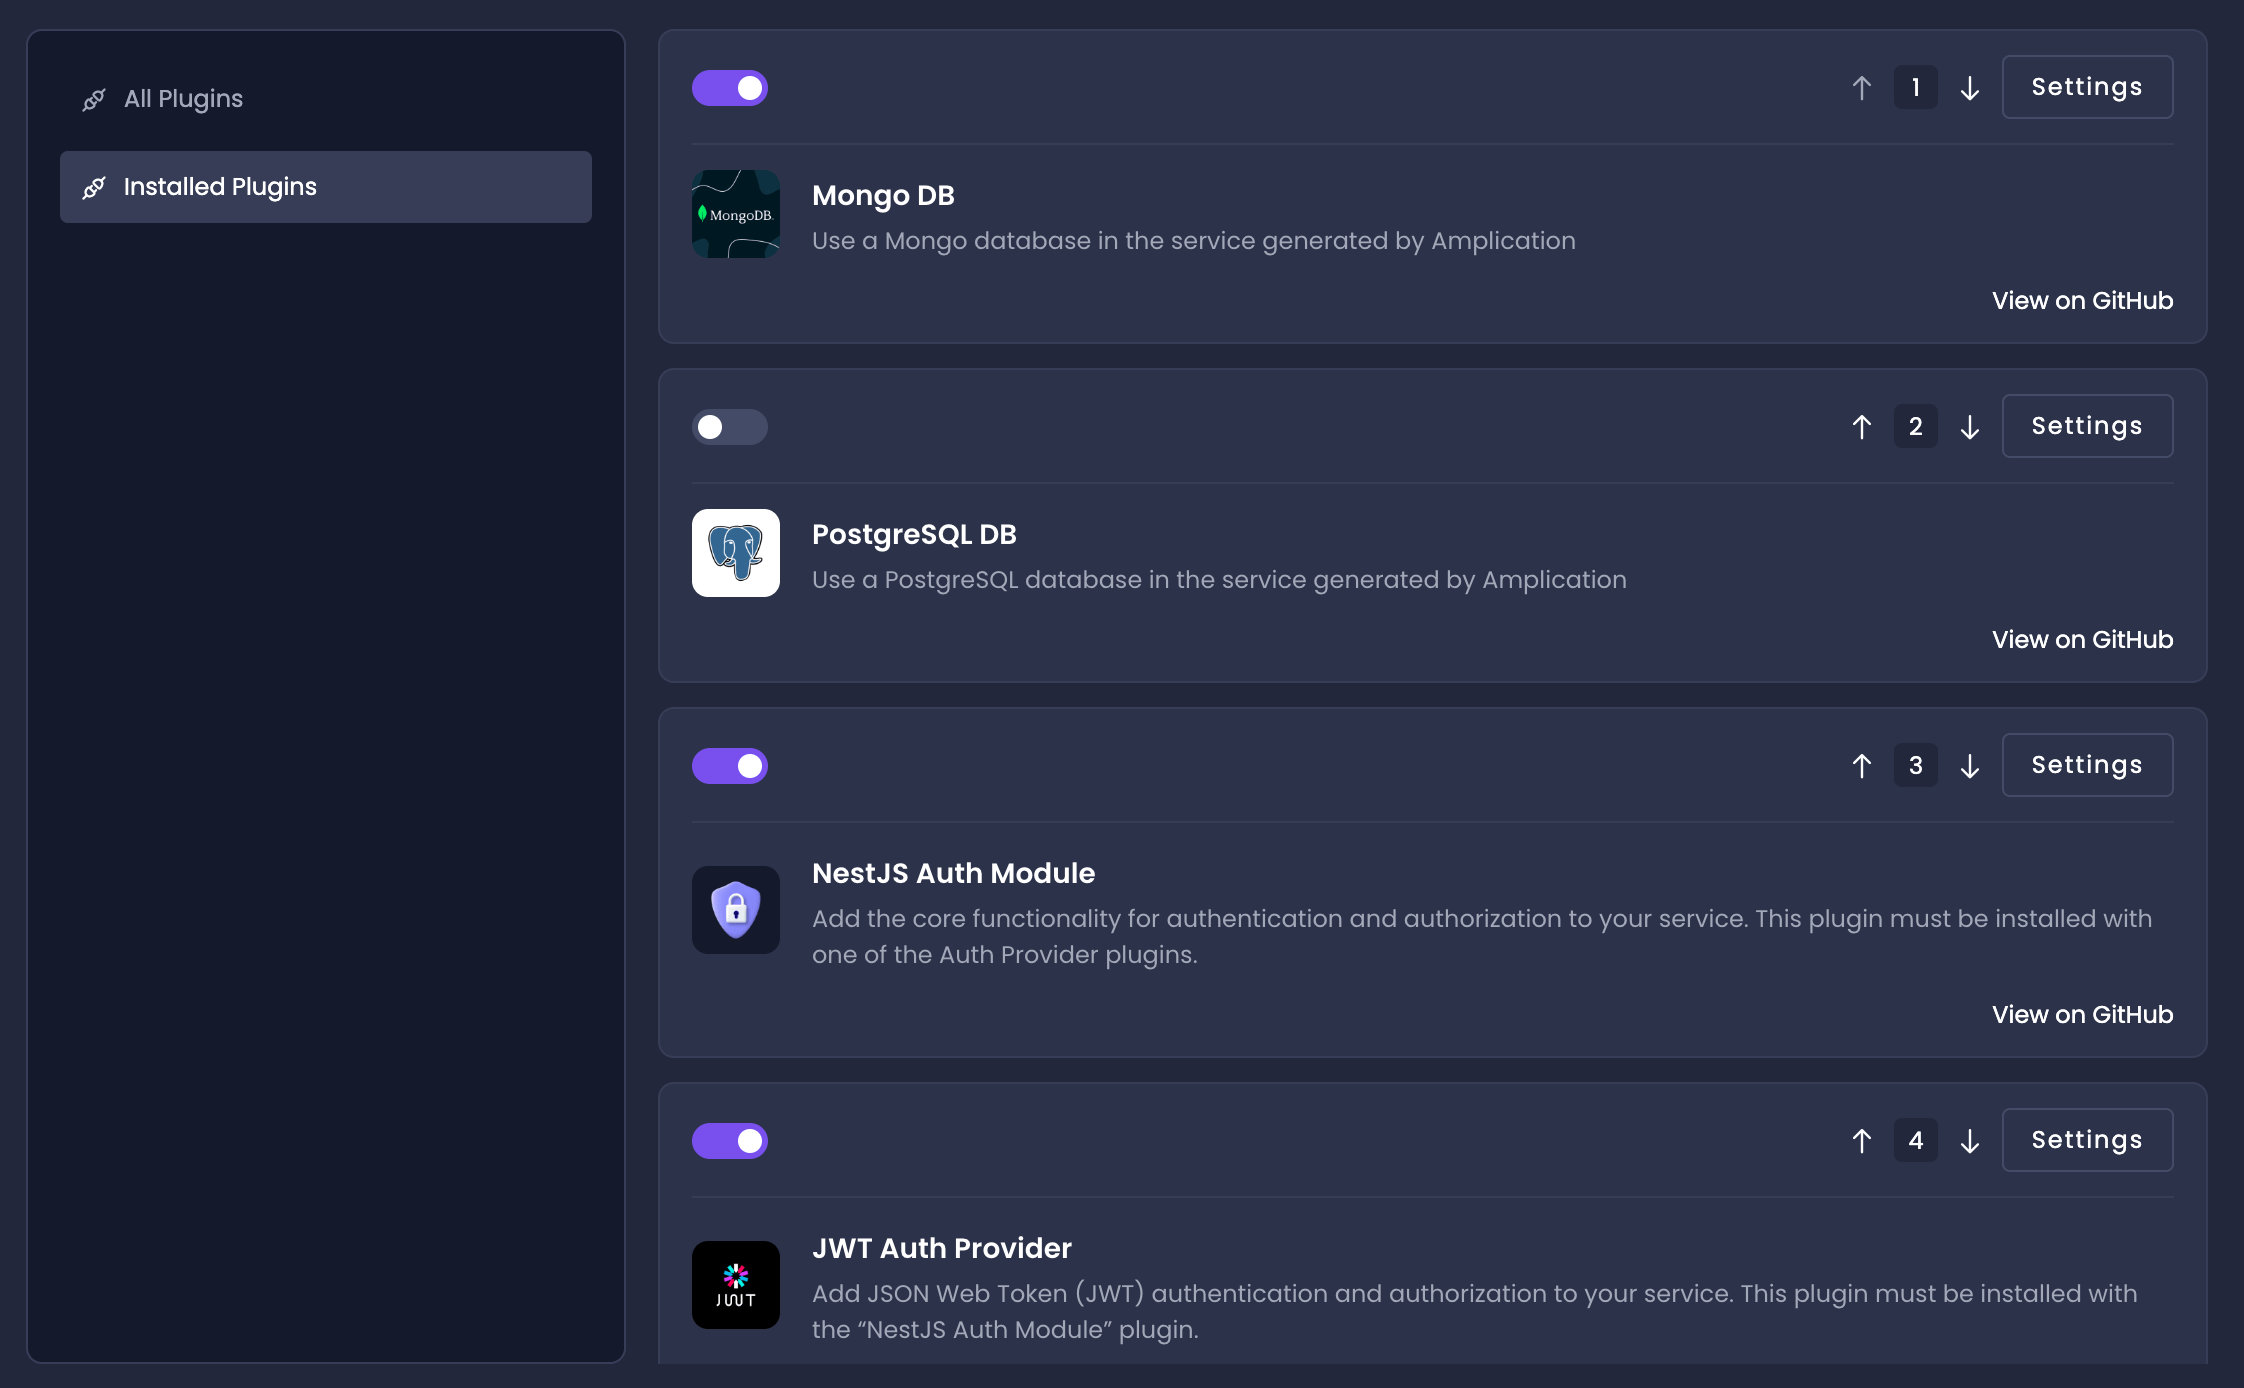 All Plugins
Installed Plugins
1
Settings
MongoDB.
Mongo DB
Use a Mongo database in the service generated by Amplication
View on GitHub
2
Settings
PostgreSQL DB
Use a PostgreSQL database in the service generated by Amplication
View on GitHub
3
Settings
NestJS Auth Module
Add the core functionality for authentication and authorization to your service. This plugin must be installed with
one of the Auth Provider plugins.
View on GitHub
4
Settings
JWT
JWT Auth Provider
Add JSON Web Token (JWT) authentication and authorization to your service. This plugin must be installed with
the “NestJS Auth Module” plugin.